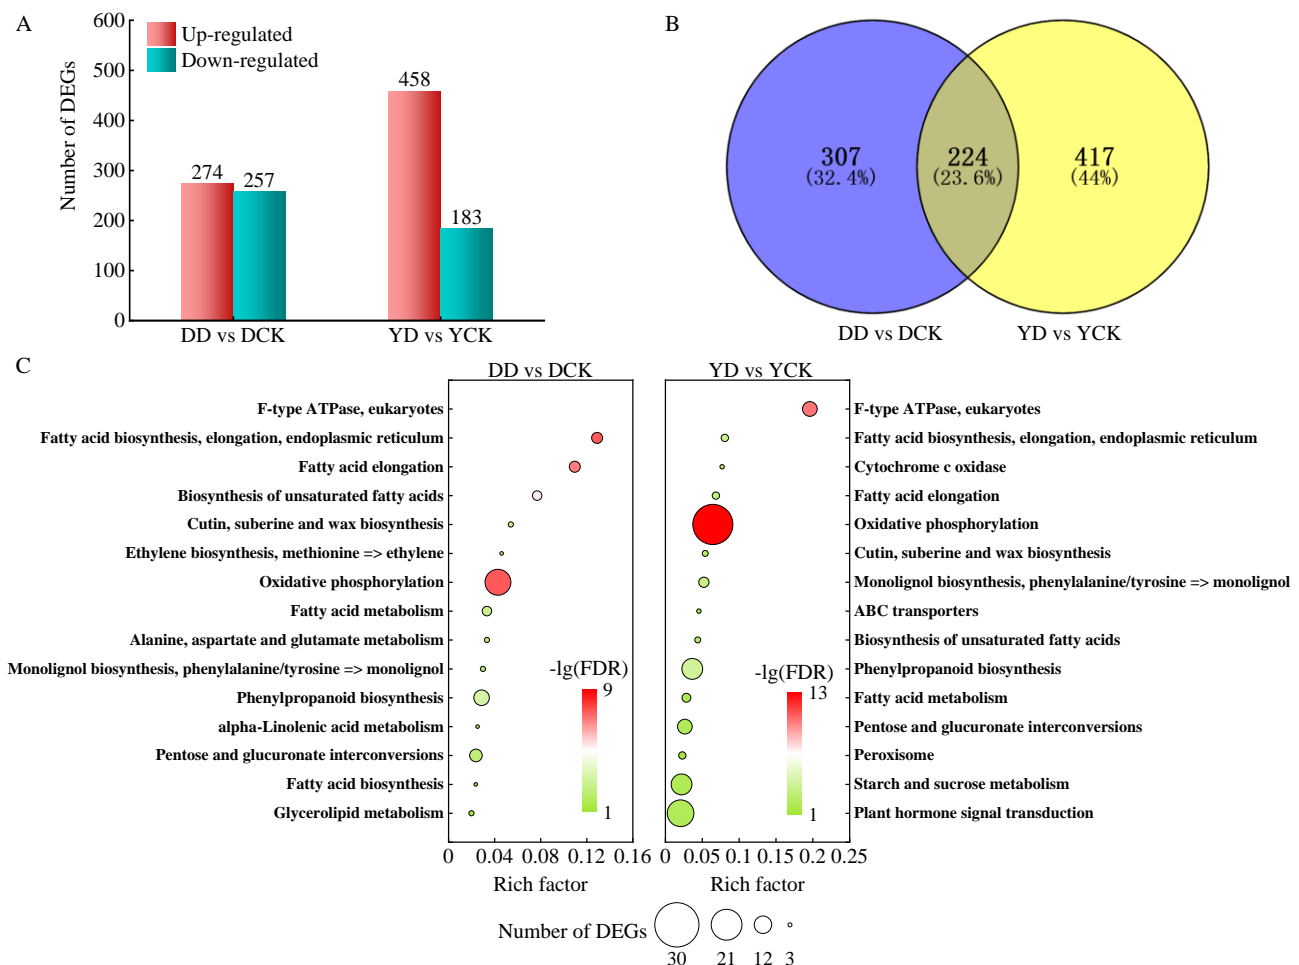 A
Number of DEGs
600
500
400
300
200
100
0
Up-regulated
Down-regulated
274
257
458
183
DD vs DCK
YD vs YCK
B
307
(32.4%)
224
(23.6%)
417
(44%)
DD vs DCK
YD vs YCK
C
DD vs DCK
F-type ATPase, eukaryotes
Fatty acid biosynthesis, elongation, endoplasmic reticulum
Fatty acid elongation
Biosynthesis of unsaturated fatty acids
Cutin, suberine and wax biosynthesis
Ethylene biosynthesis, methionine => ethylene
Oxidative phosphorylation
Fatty acid metabolism
Alanine, aspartate and glutamate metabolism
Monolignol biosynthesis, phenylalanine/tyrosine => monolignol
Phenylpropanoid biosynthesis
alpha-Linolenic acid metabolism
Pentose and glucuronate interconversions
Fatty acid biosynthesis
Glycerolipid metabolism
-lg(FDR)
9
1
0 0.04 0.08 0.12 0.16
Rich factor
YD vs YCK
F-type ATPase, eukaryotes
Fatty acid biosynthesis, elongation, endoplasmic reticulum
Cytochrome c oxidase
Fatty acid elongation
Oxidative phosphorylation
Cutin, suberine and wax biosynthesis
Monolignol biosynthesis, phenylalanine/tyrosine => monolignol
ABC transporters
Biosynthesis of unsaturated fatty acids
Phenylpropanoid biosynthesis
Fatty acid metabolism
Pentose and glucuronate interconversions
Peroxisome
Starch and sucrose metabolism
Plant hormone signal transduction
-lg(FDR)
13
1
0 0.05 0.1 0.15 0.2 0.25
Rich factor
Number of DEGs
30 21 12 3